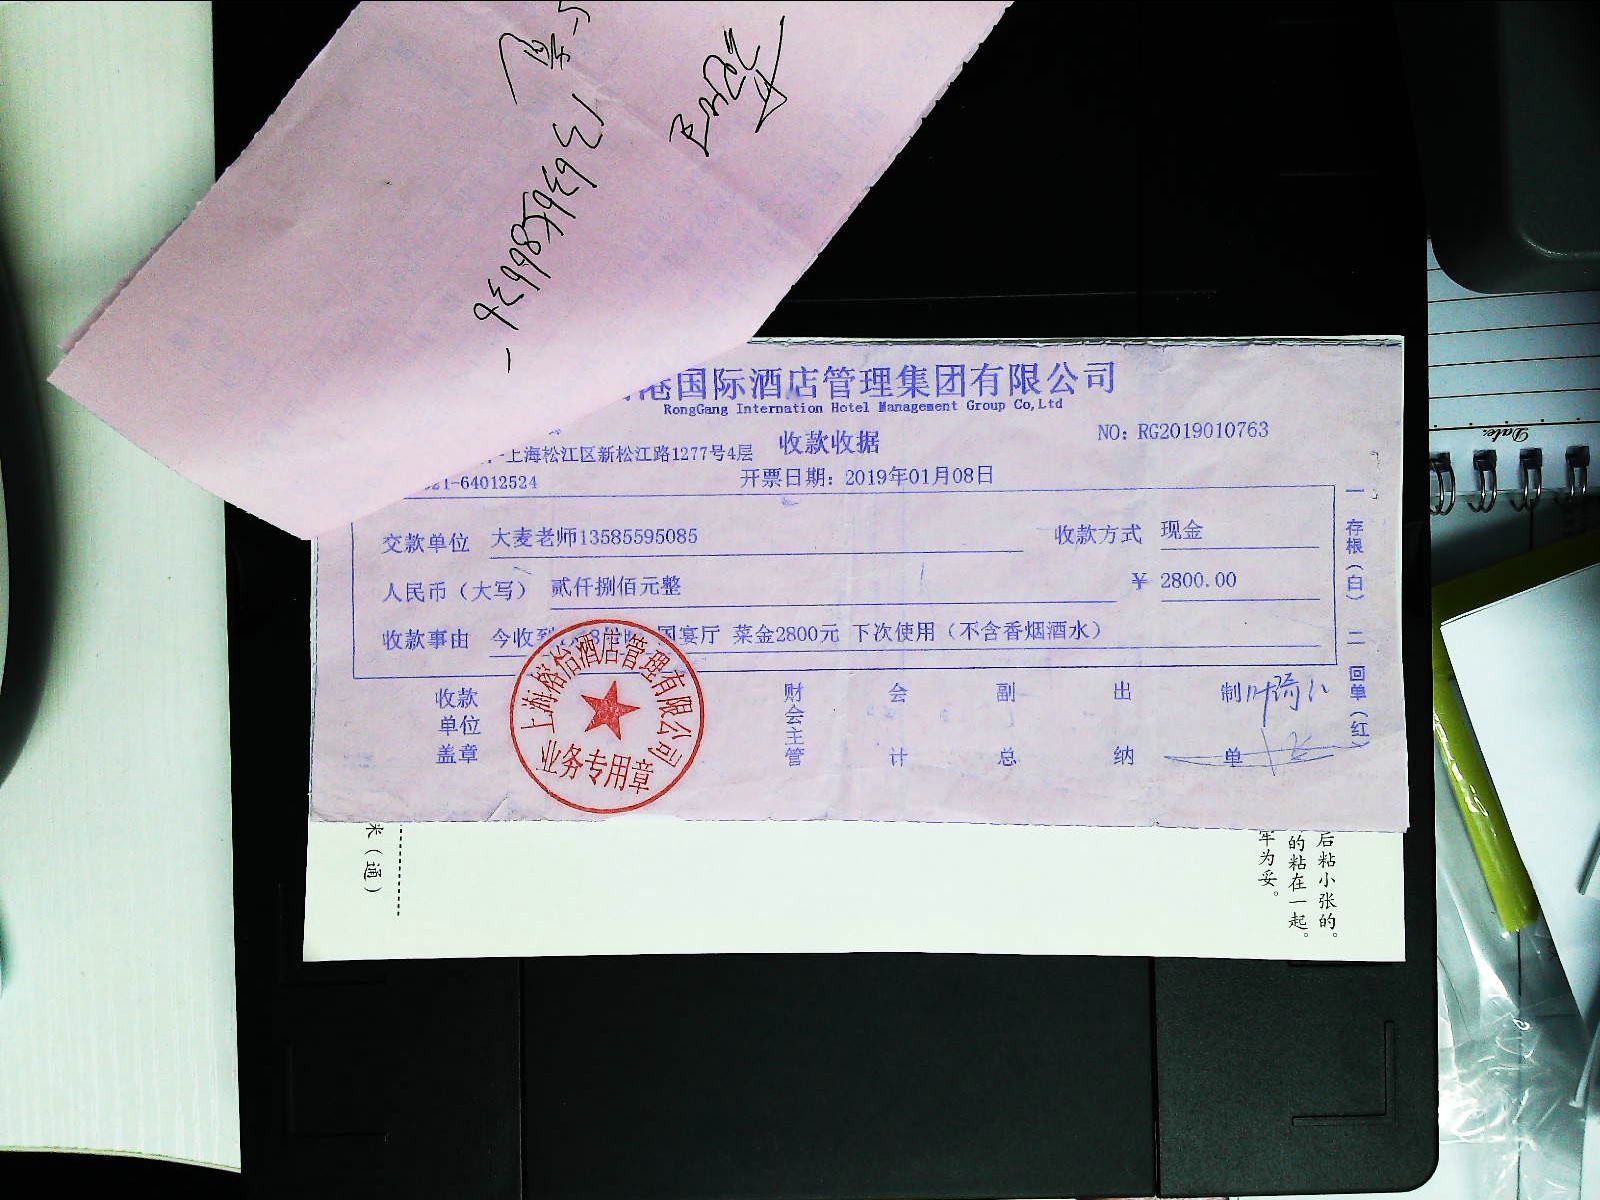 港国际酒店管理集团有限公司
RongGang Internation Hotel Management Group Co,Ltd
收款收据
NO: RG2019010763
上海松江区新松江路1277号4层
21-64012524
开票日期: 2019年01月08日
交款单位 大麦老师13585595085 收款方式 现金
人民币（大写） 贰仟捌佰元整 ¥ 2800.00
收款事由 今收到 国宴厅 菜金2800元 下次使用（不含香烟酒水）
收款单位盖章
财会主管
会计
副总
出纳
制单
一 存根（白） 二 回单（红）
上海榕怡酒店管理有限公司
业务专用章
米（通）
后粘小张的。
的粘在一起。
牢为妥。
Date: